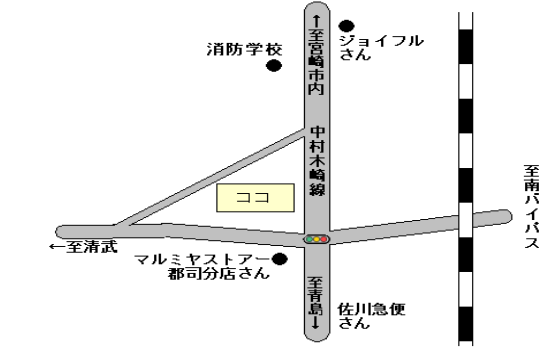 ↑至宮崎市内
ジョイフル
さん
消防学校
中村木崎線
ココ
至南バイパス
←至清武
マルミヤストアー
郡司分店さん
至青島↓
佐川急便
さん